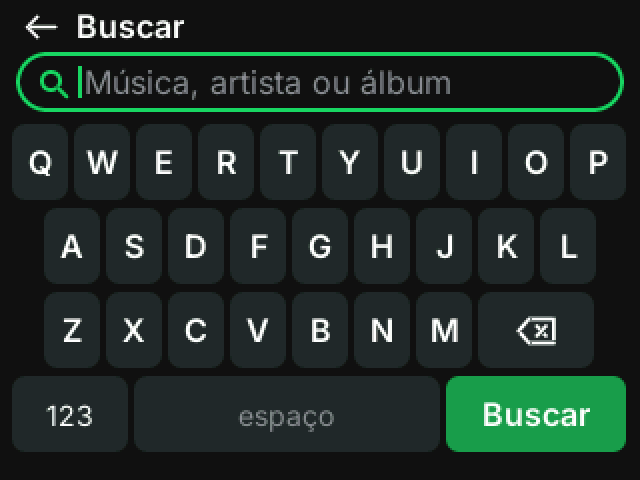 Buscar
Música, artista ou álbum
Q W E R T Y U I O P
A S D F G H J K L
Z X C V B N M
123 espaço Buscar